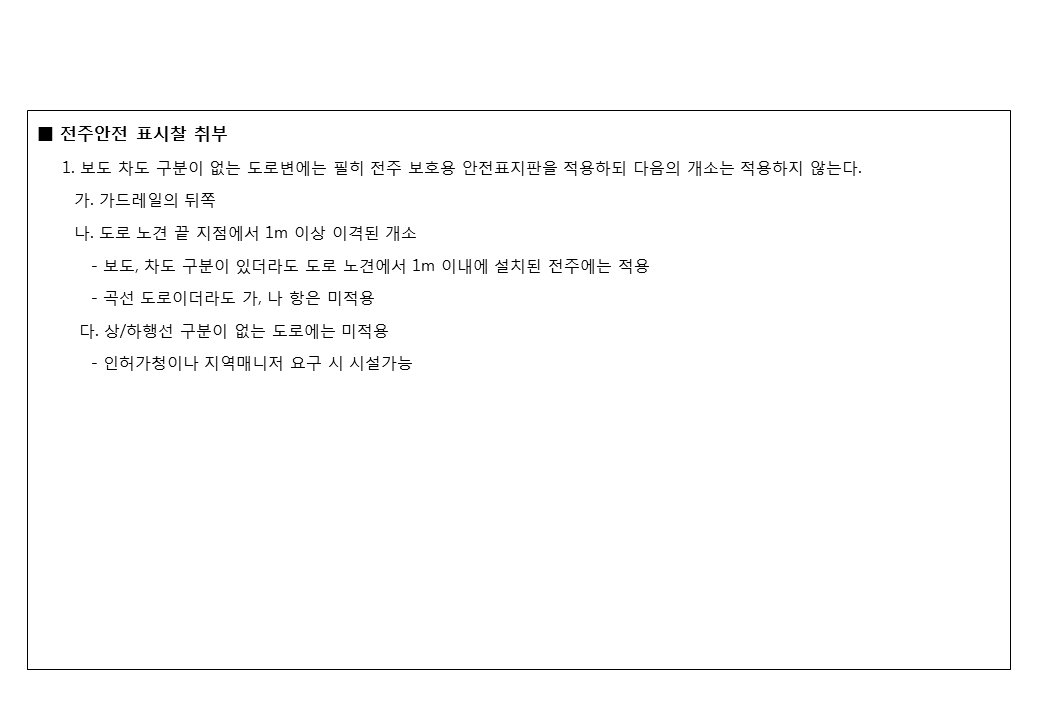 ■ 전주안전 표시찰 취부
1. 보도 차도 구분이 없는 도로변에는 필히 전주 보호용 안전표지판을 적용하되 다음의 개소는 적용하지 않는다.
가. 가드레일의 뒤쪽
나. 도로 노견 끝 지점에서 1m 이상 이격된 개소
- 보도, 차도 구분이 있더라도 도로 노견에서 1m 이내에 설치된 전주에는 적용
- 곡선 도로이더라도 가, 나 항은 미적용
다. 상/하행선 구분이 없는 도로에는 미적용
- 인허가청이나 지역매니저 요구 시 시설가능